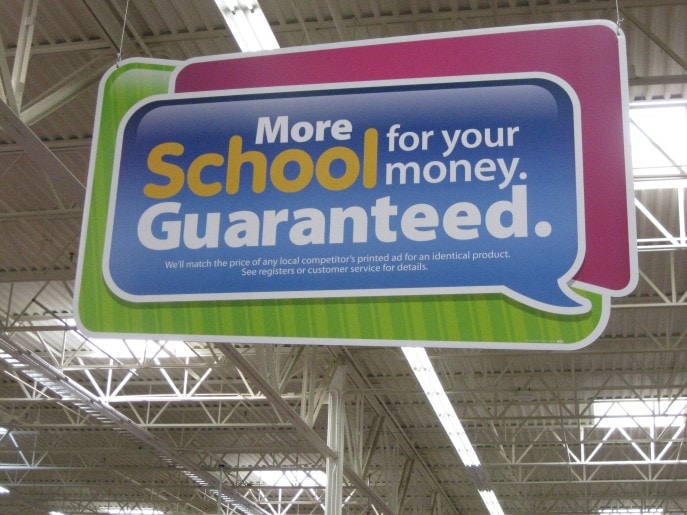 More
School for your
money.
Guaranteed.
We'll match the price of any local competitor's printed ad for an identical product.
See registers or customer service for details.